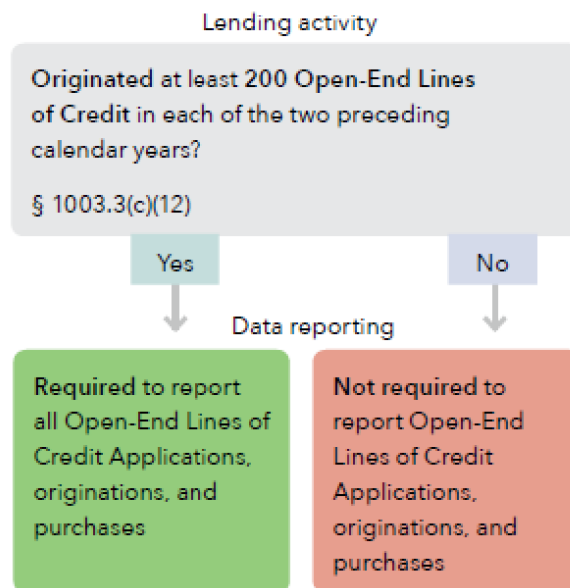 Lending activity
Originated at least 200 Open-End Lines
of Credit in each of the two preceding
calendar years?
§ 1003.3(c)(12)
Yes
No
Data reporting
Required to report
all Open-End Lines of
Credit Applications,
originations, and
purchases
Not required to
report Open-End
Lines of Credit
Applications,
originations, and
purchases